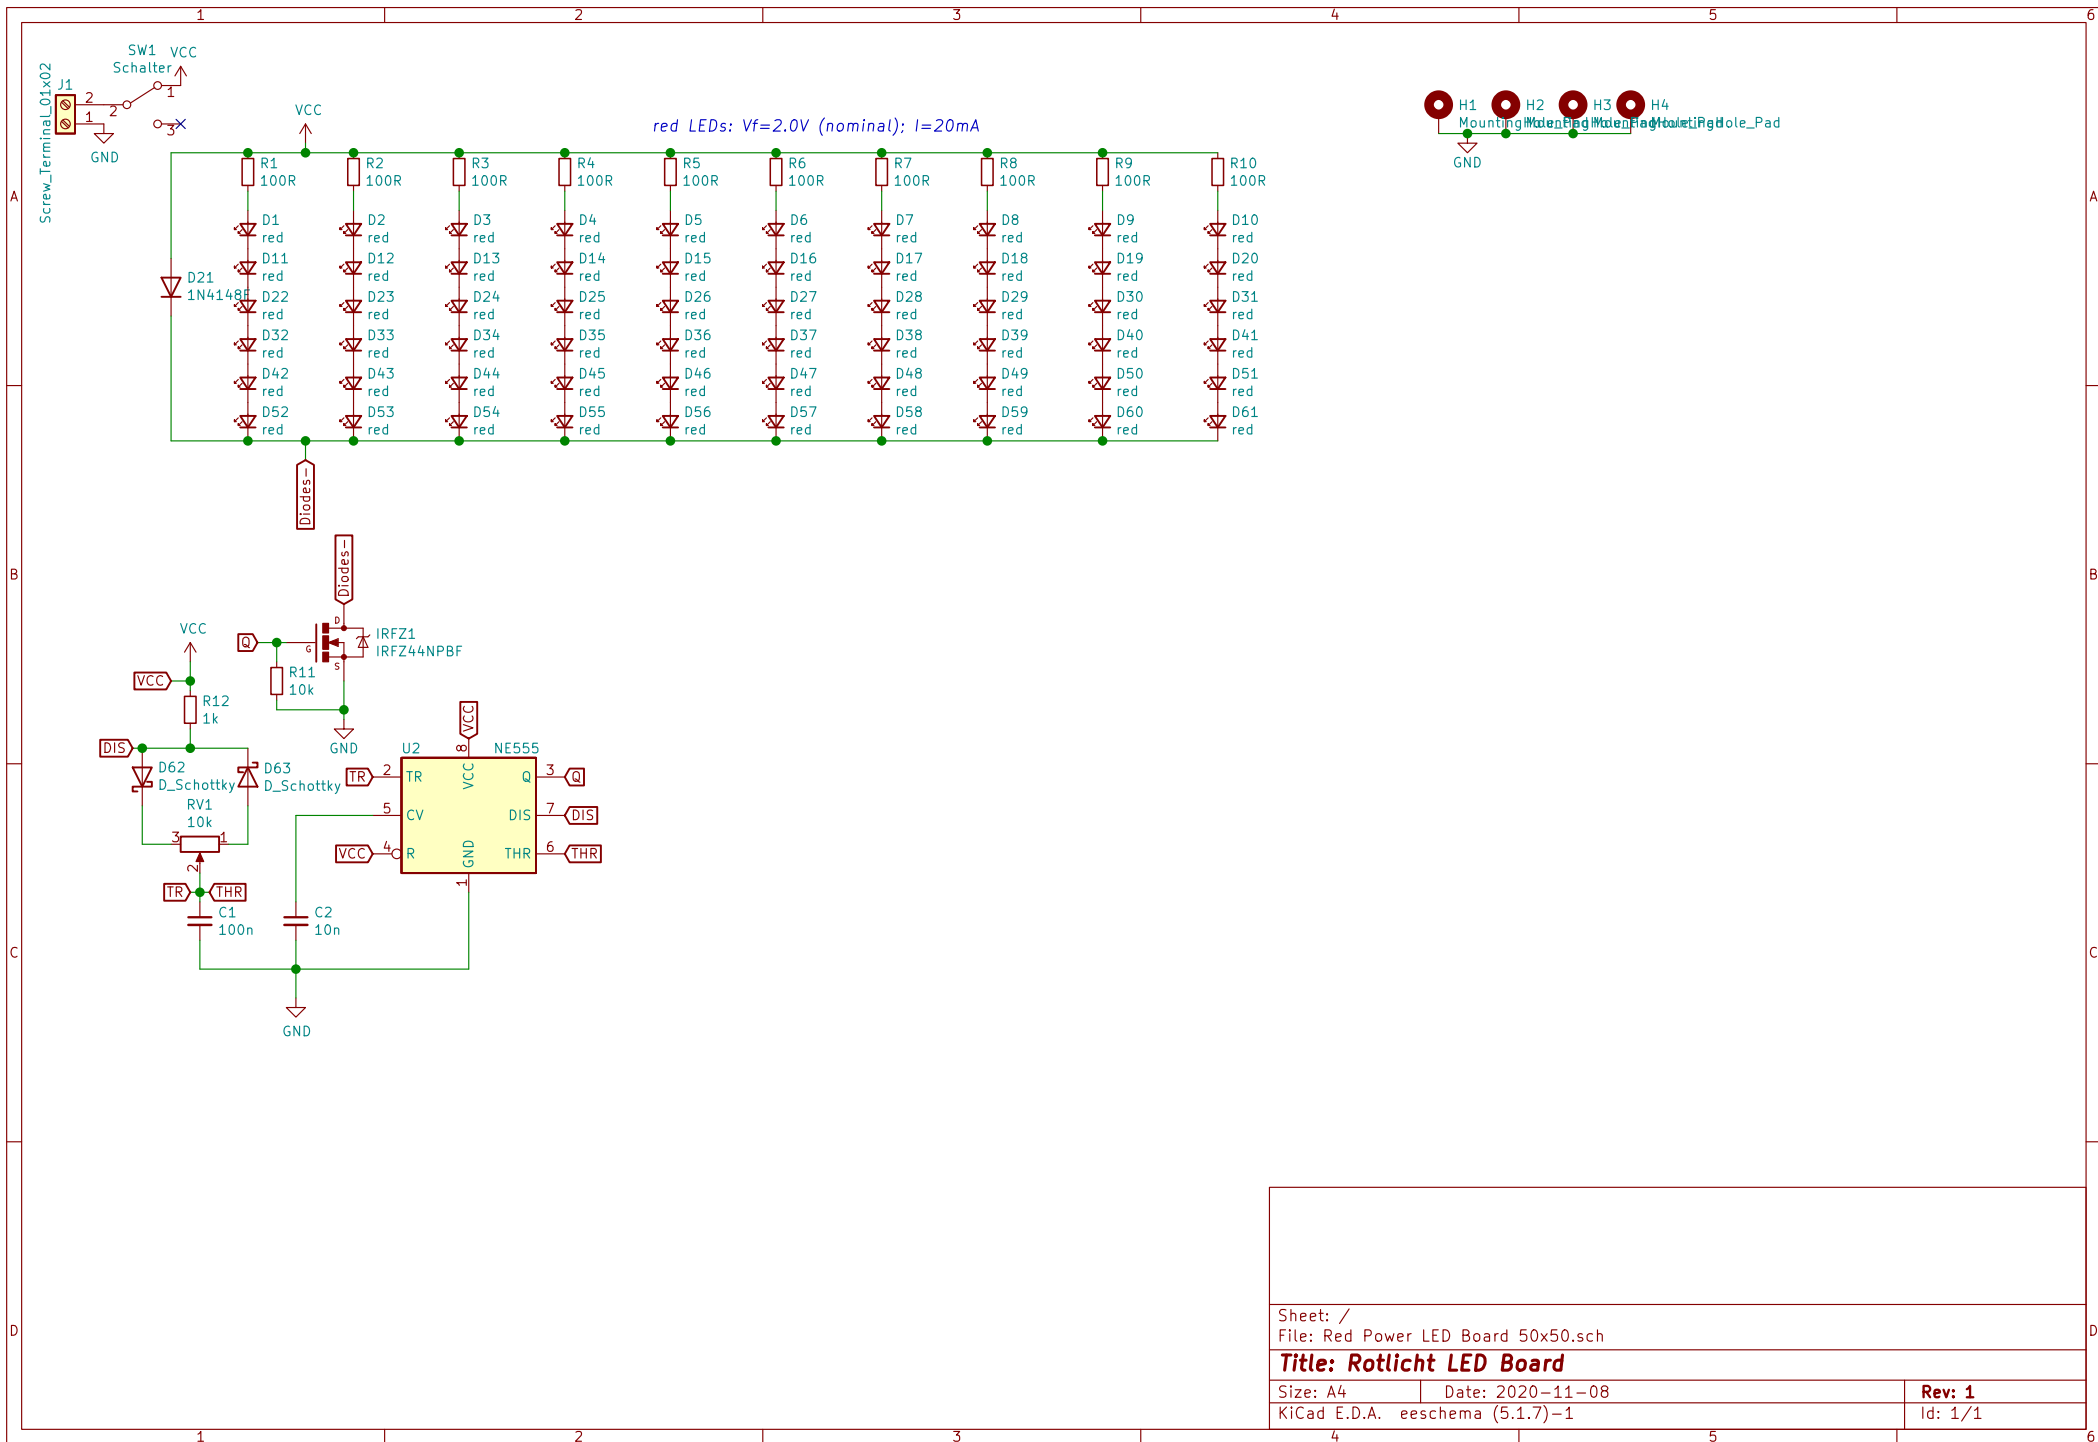 1 2 3 4 5 6
SW1 VCC
Schalter
J1
Screw_Terminal_01x02
2
1
2
1
3
GND
VCC
red LEDs: Vf=2.0V (nominal); I=20mA
H1 H2 H3 H4
MountingHole_Pad MountingHole_Pad MountingHole_Pad MountingHole_Pad
GND
R1 R2 R3 R4 R5 R6 R7 R8 R9 R10
100R 100R 100R 100R 100R 100R 100R 100R 100R 100R
A A
D1 D2 D3 D4 D5 D6 D7 D8 D9 D10
red red red red red red red red red red
D11 D12 D13 D14 D15 D16 D17 D18 D19 D20
red red red red red red red red red red
D21
1N4148
D22 D23 D24 D25 D26 D27 D28 D29 D30 D31
red red red red red red red red red red
D32 D33 D34 D35 D36 D37 D38 D39 D40 D41
red red red red red red red red red red
D42 D43 D44 D45 D46 D47 D48 D49 D50 D51
red red red red red red red red red red
D52 D53 D54 D55 D56 D57 D58 D59 D60 D61
red red red red red red red red red red
Diodes-
Diodes-
B B
VCC
Q
G
D
S
IRFZ1
IRFZ44NPBF
VCC
R11
10k
R12
1k
GND
DIS
D62
D_Schottky
D63
D_Schottky
RV1
10k
3 1
2
TR THR
C1
100n
C2
10n
GND
U2 NE555
VCC
8
TR 2 TR
VCC
Q 3 Q
5 CV
DIS 7 DIS
VCC 4 R
GND
THR 6 THR
1
C C
D D
Sheet: /
File: Red Power LED Board 50x50.sch
Title: Rotlicht LED Board
Size: A4 Date: 2020-11-08 Rev: 1
KiCad E.D.A. eeschema (5.1.7)-1 Id: 1/1
1 2 3 4 5 6